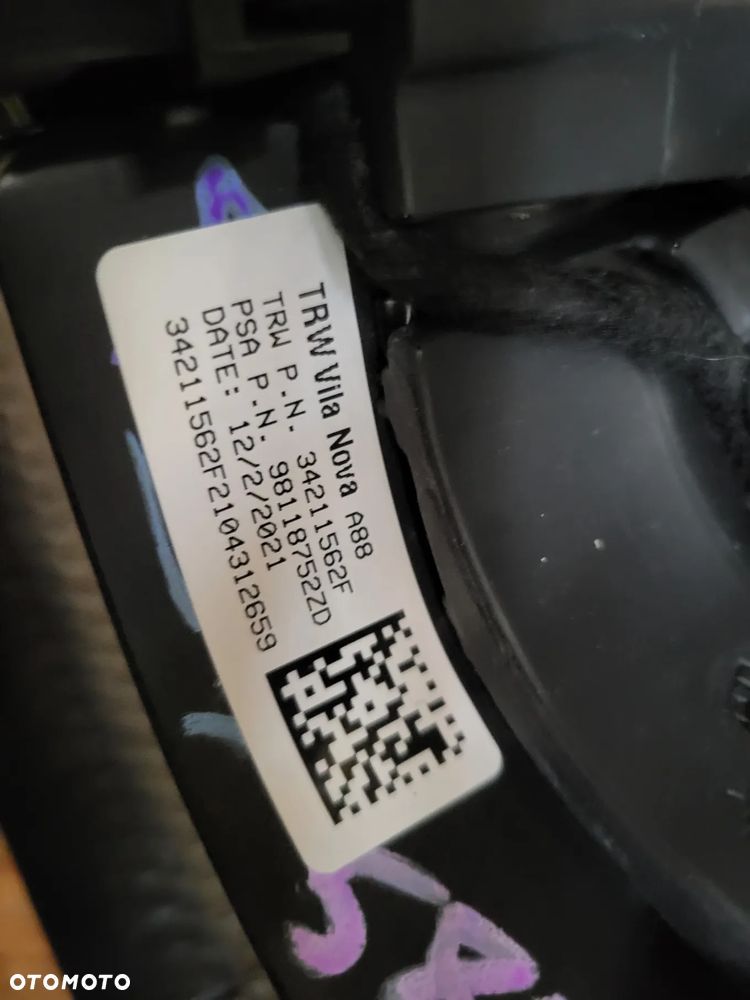 TRW Vila Nova A88
TRW P.N. 34211562F
PSA P.N. 98118752ZD
DATE: 12/2/2021
34211562F2104312659
OTOMOTO